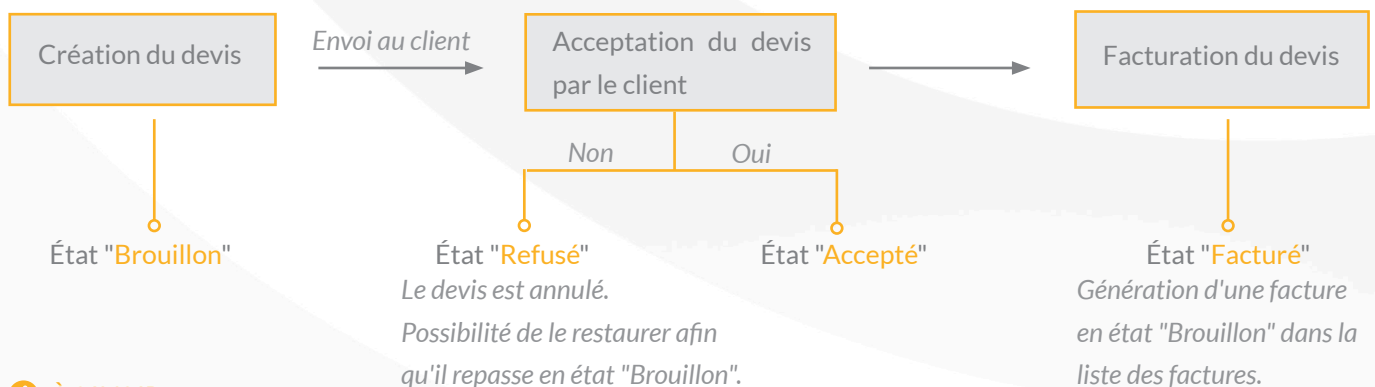 Création du devis
Envoi au client
Acceptation du devis
par le client
Facturation du devis
Non
Oui
État "Brouillon"
État "Refusé"
Le devis est annulé.
Possibilité de le restaurer afin
qu'il repasse en état "Brouillon".
État "Accepté"
État "Facturé"
Génération d'une facture
en état "Brouillon" dans la
liste des factures.